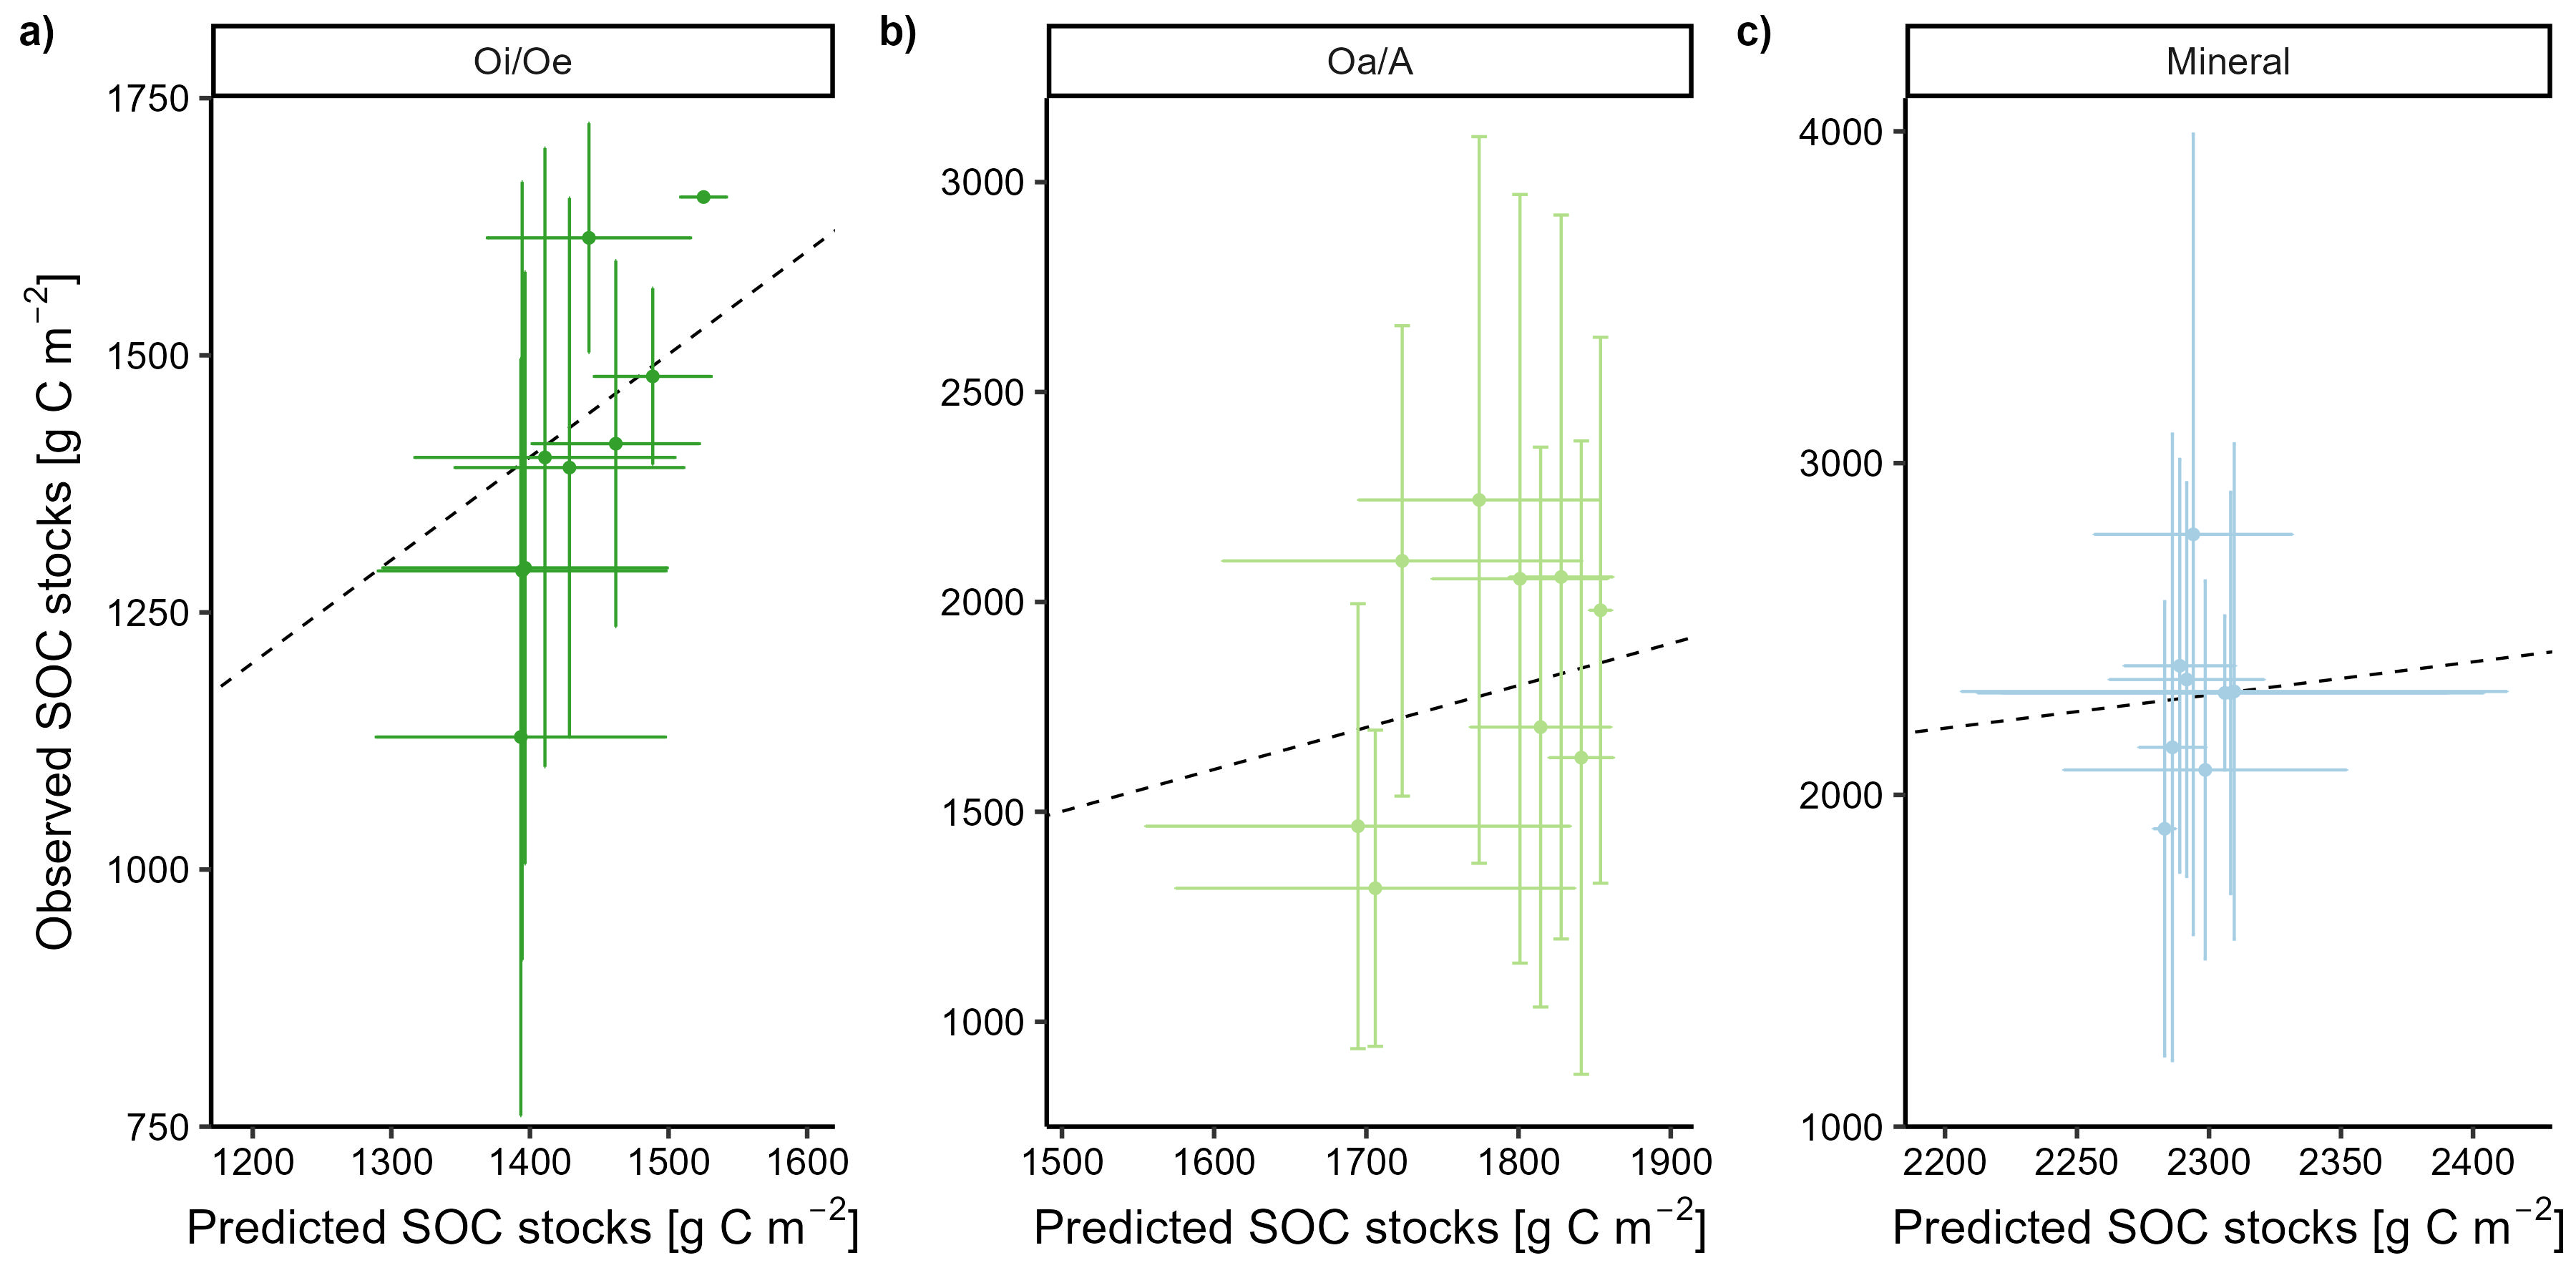 a)
Oi/Oe
Observed SOC stocks [g C m⁻²]
1750
1500
1250
1000
750
1200 1300 1400 1500 1600
Predicted SOC stocks [g C m⁻²]
b)
Oa/A
3000
2500
2000
1500
1000
1500 1600 1700 1800 1900
Predicted SOC stocks [g C m⁻²]
c)
Mineral
4000
3000
2000
1000
2200 2250 2300 2350 2400
Predicted SOC stocks [g C m⁻²]